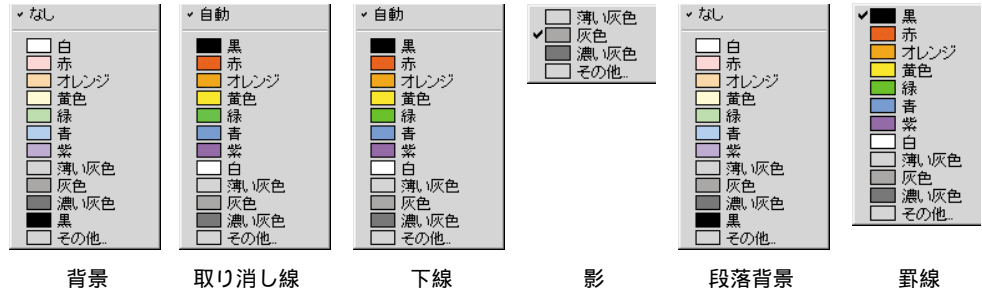 なし
白
赤
オレンジ
黄色
緑
青
紫
薄い灰色
灰色
濃い灰色
黒
その他...
背景
自動
黒
赤
オレンジ
黄色
緑
青
紫
白
薄い灰色
灰色
濃い灰色
その他...
取り消し線
自動
黒
赤
オレンジ
黄色
緑
青
紫
白
薄い灰色
灰色
濃い灰色
その他...
下線
薄い灰色
灰色
濃い灰色
その他...
影
なし
白
赤
オレンジ
黄色
緑
青
紫
薄い灰色
灰色
濃い灰色
黒
その他...
段落背景
黒
赤
オレンジ
黄色
緑
青
紫
白
薄い灰色
灰色
濃い灰色
その他...
罫線